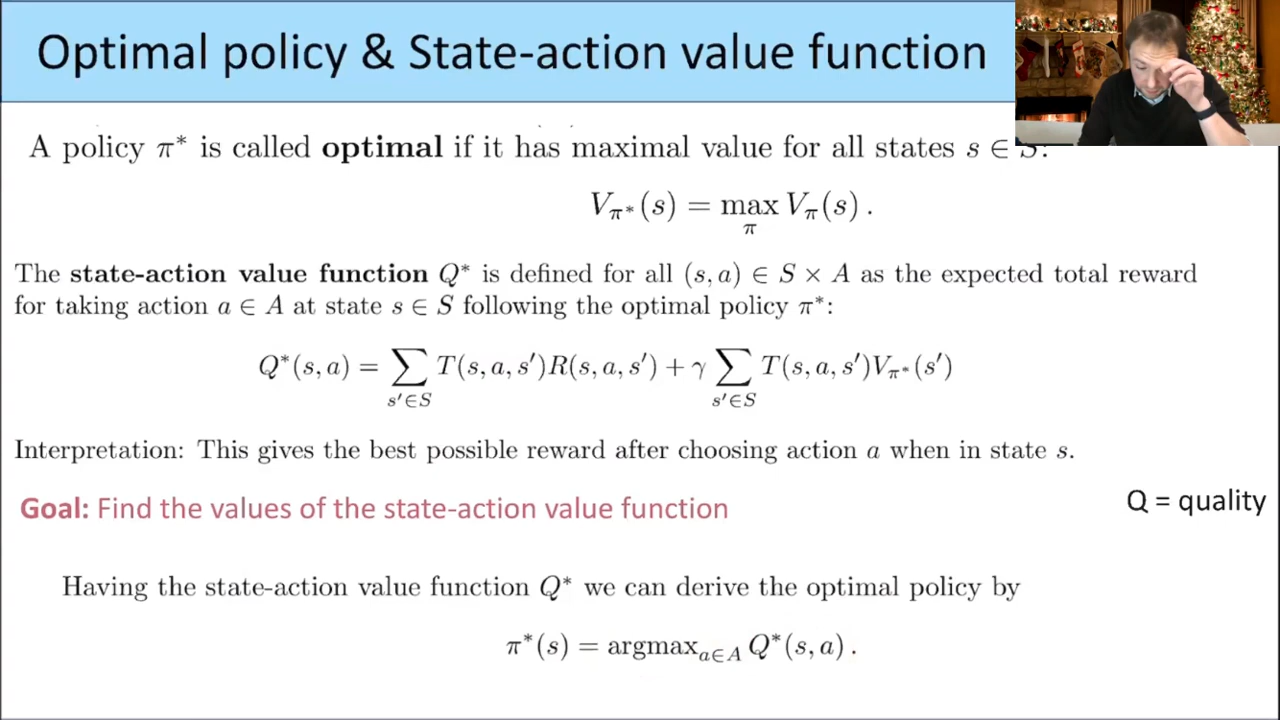 Optimal policy & State-action value function
A policy π* is called optimal if it has maximal value for all states s ∈ S:
V_{π*}(s) = max_π V_π(s) .
The state-action value function Q* is defined for all (s, a) ∈ S × A as the expected total reward
for taking action a ∈ A at state s ∈ S following the optimal policy π*:
Q*(s, a) = ∑_{s'∈S} T(s, a, s')R(s, a, s') + γ ∑_{s'∈S} T(s, a, s')V_{π*}(s')
Interpretation: This gives the best possible reward after choosing action a when in state s.
Goal: Find the values of the state-action value function
Q = quality
Having the state-action value function Q* we can derive the optimal policy by
π*(s) = argmax_{a∈A} Q*(s, a) .